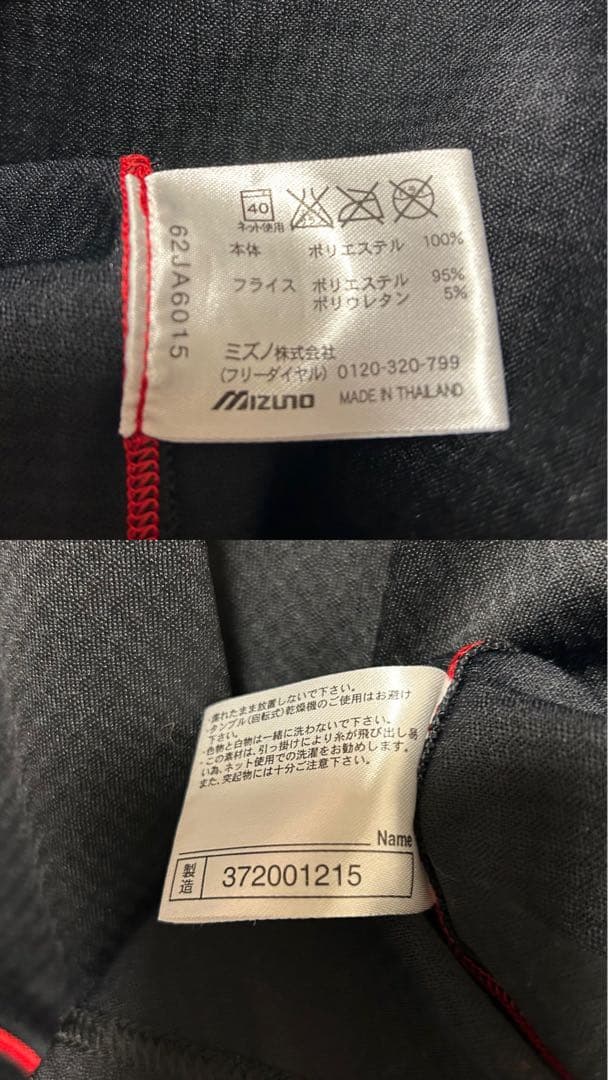 62JA6015
40
ネット使用
本体 ポリエステル 100%
フライス ポリエステル 95%
ポリウレタン 5%
ミズノ株式会社
(フリーダイヤル) 0120-320-799
MIZUNO MADE IN THAILAND
・濡れたまま放置しないで下さい。
・タンブル(回転式)乾燥機のご使用はお避け
下さい。
・色物と白物は一緒に洗わないで下さい。
・この素材は、引っ掛けにより糸が飛び出し易
い為、ネット使用での洗濯をお勧めします。
また、突起物には十分ご注意下さい。
Name
製造 372001215